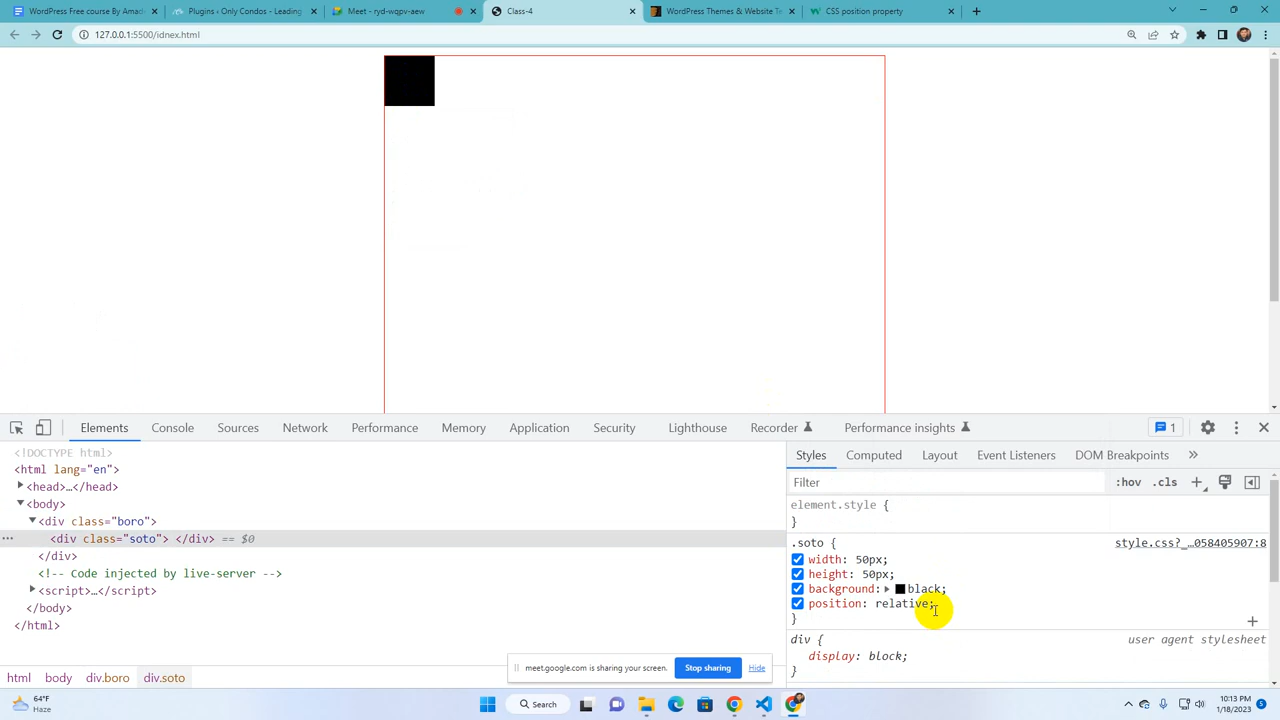 WordPress Free Course By Amac
Plugins ‹ Only Condos - Leading
Meet – ryd-wqpv-aew
Class-4
WordPress Themes & Website Te
CSS position property
127.0.0.1:5500/idnex.html
Elements
Console
Sources
Network
Performance
Memory
Application
Security
Lighthouse
Recorder
Performance insights
1
<!DOCTYPE html>
<html lang="en">
<head>…</head>
<body>
<div class="boro">
<div class="soto"> </div> == $0
</div>
<!-- Code injected by live-server -->
<script>…</script>
</body>
</html>
html
body
div.boro
div.soto
Styles
Computed
Layout
Event Listeners
DOM Breakpoints
Filter
:hov
.cls
element.style {
}
.soto {
style.css?_…058405907:8
width: 50px;
height: 50px;
background: black;
position: relative;
}
div {
user agent stylesheet
display: block;
}
meet.google.com is sharing your screen.
Stop sharing
Hide
64°F
Haze
Search
10:13 PM
1/18/2023